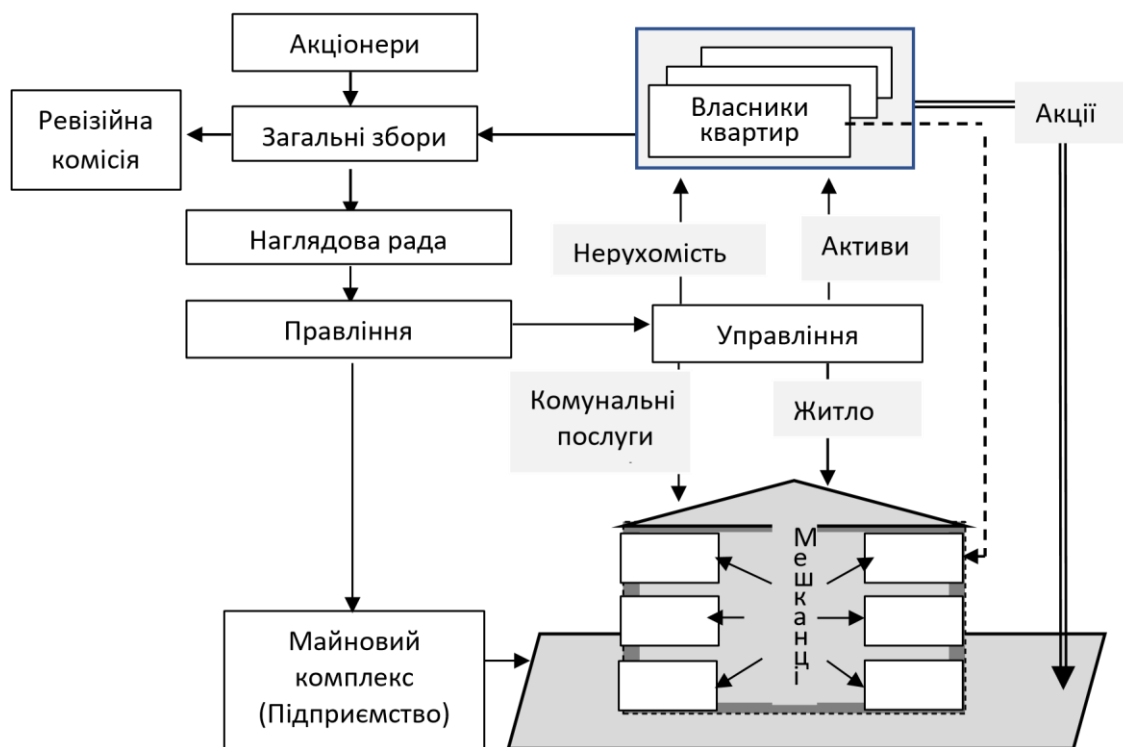 Акціонери
Власники
квартир
Акції
Ревізійна
комісія
Загальні збори
Наглядова рада
Нерухомість
Активи
Правління
Управління
Комунальні
послуги
Житло
Мешканці
Майновий
комплекс
(Підприємство)